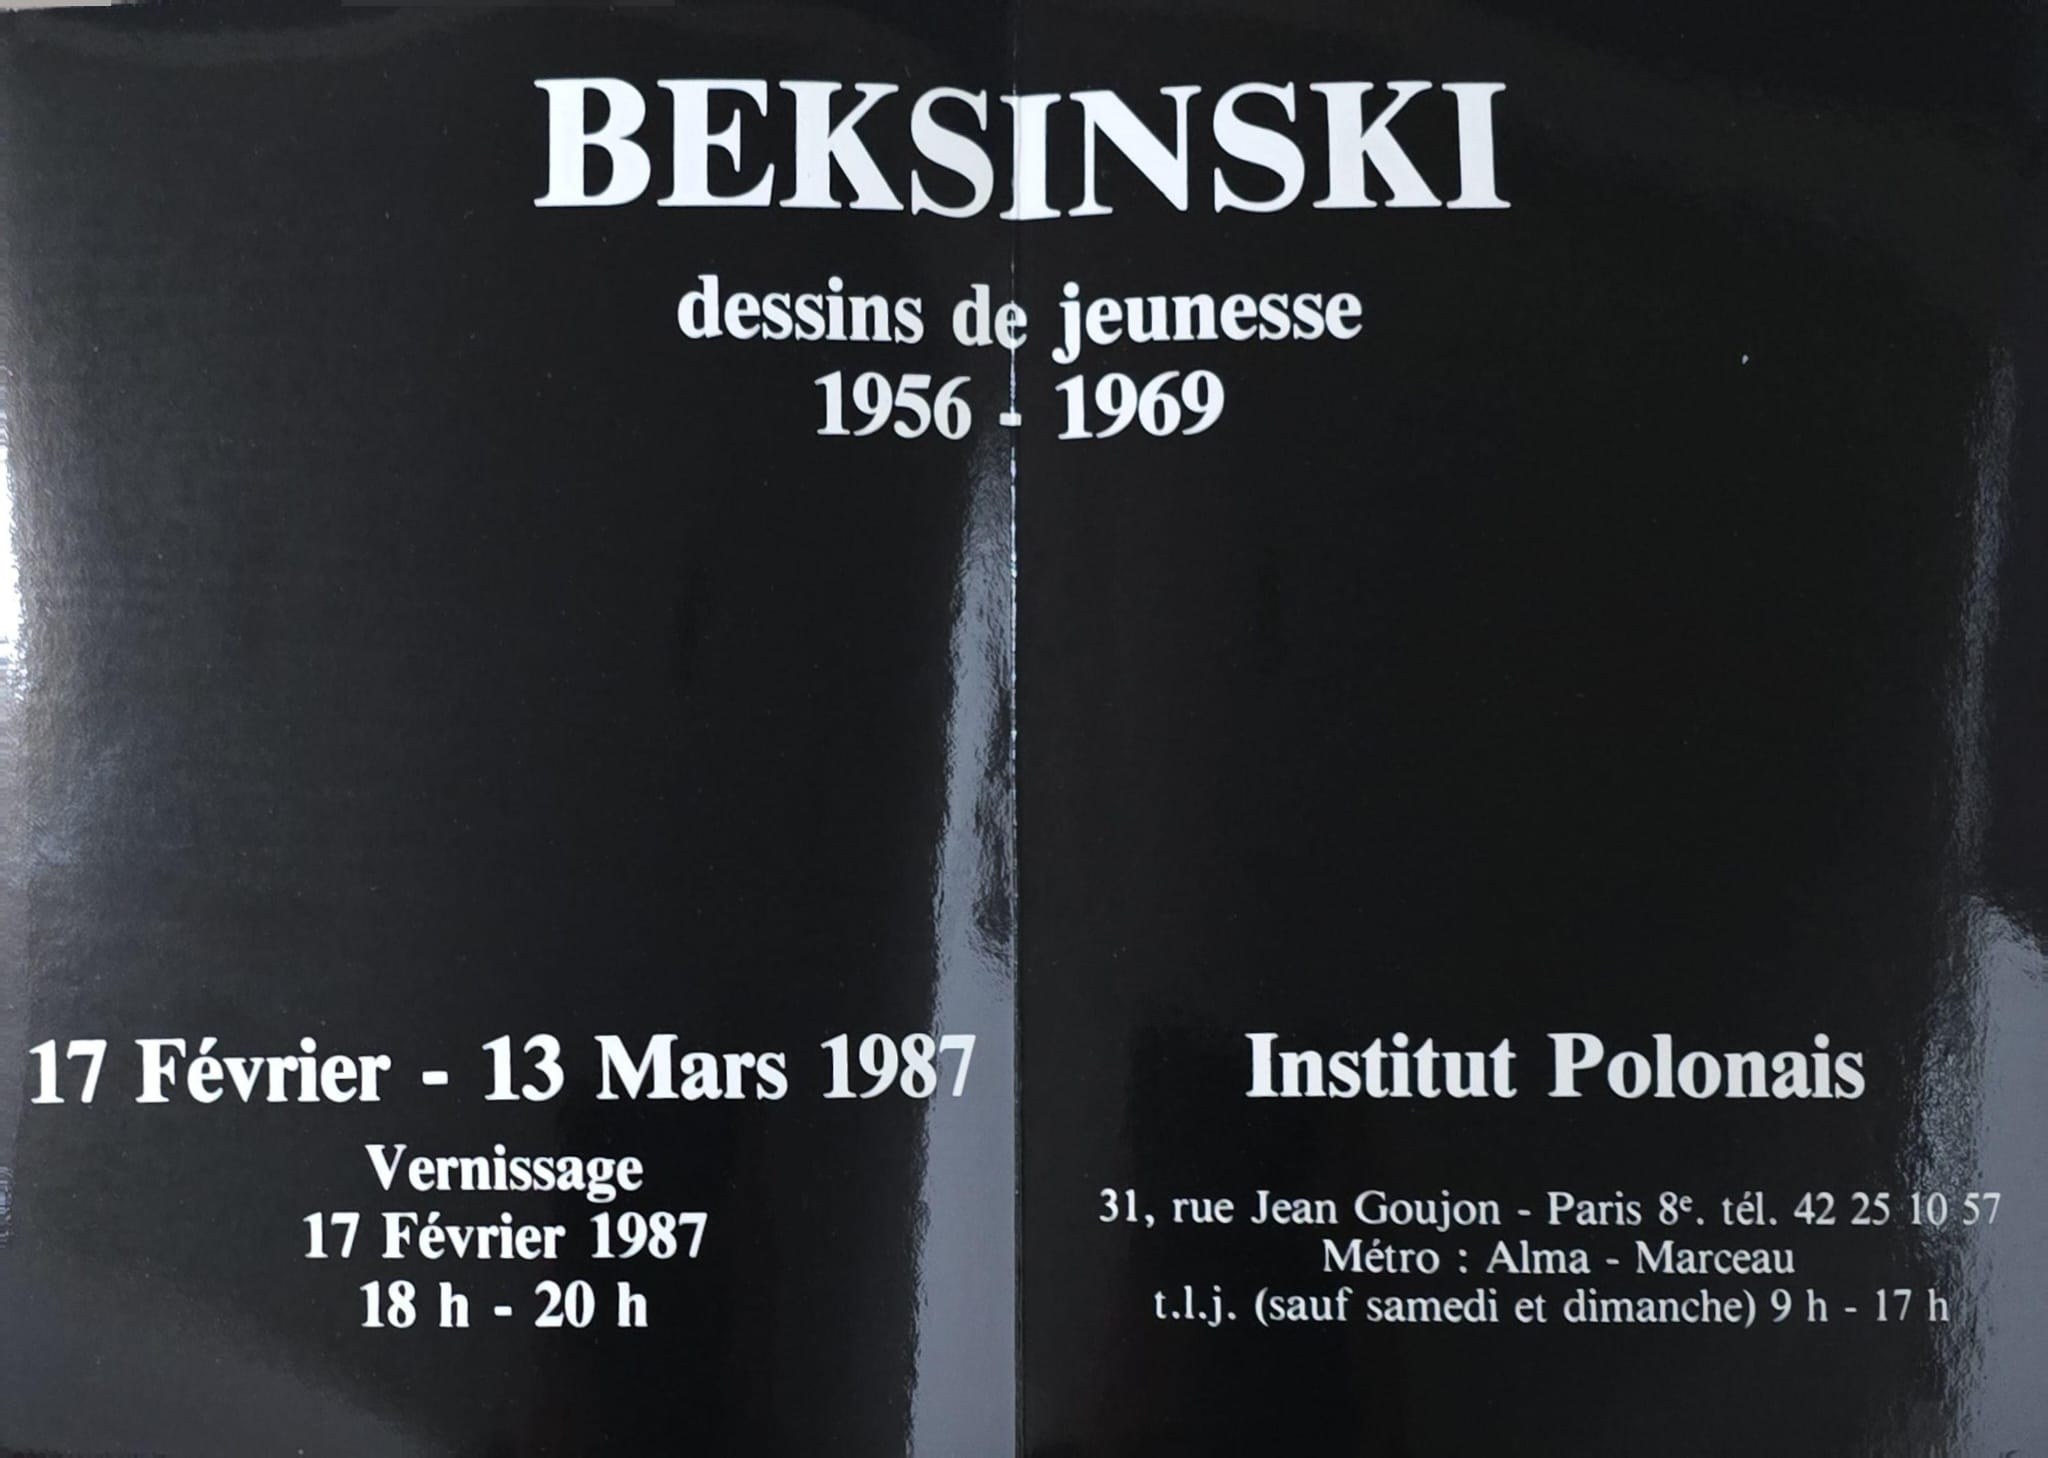 BEKSINSKI
dessins de jeunesse
1956 - 1969
17 Février - 13 Mars 1987
Vernissage
17 Février 1987
18 h - 20 h
Institut Polonais
31, rue Jean Goujon - Paris 8e. tél. 42 25 10 57
Métro : Alma - Marceau
t.l.j. (sauf samedi et dimanche) 9 h - 17 h